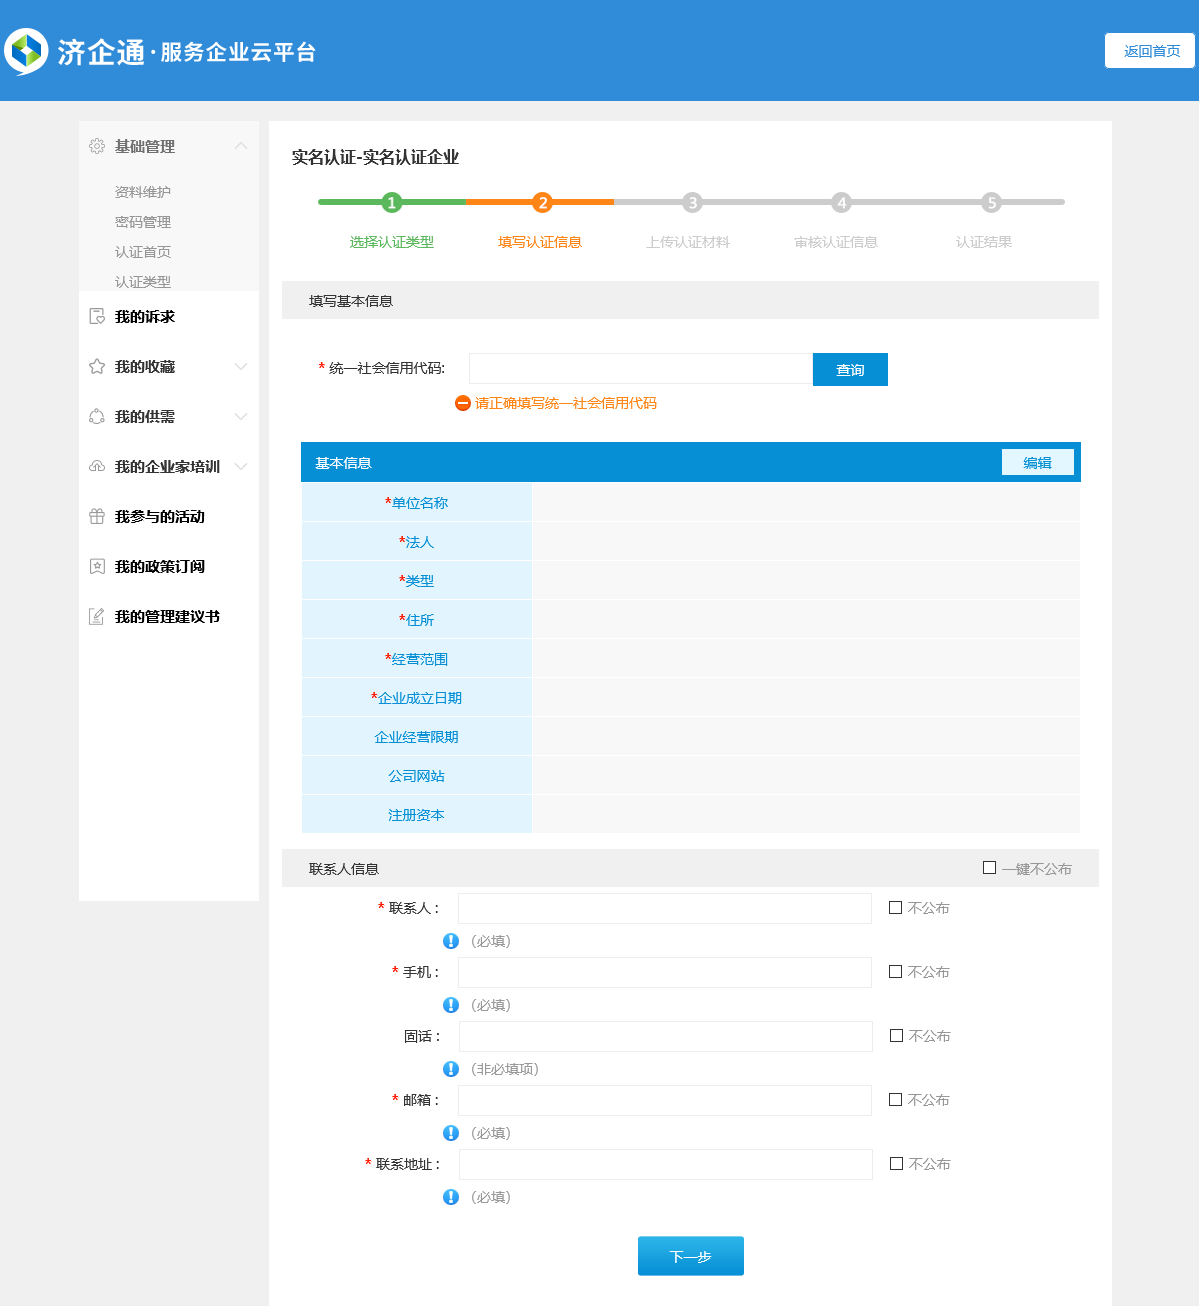 济企通·服务企业云平台
返回首页
基础管理
资料维护
密码管理
认证首页
认证类型
我的诉求
我的收藏
我的供需
我的企业家培训
我参与的活动
我的政策订阅
我的管理建议书
实名认证-实名认证企业
1 2 3 4 5
选择认证类型 填写认证信息 上传认证材料 审核认证信息 认证结果
填写基本信息
* 统一社会信用代码: 查询
请正确填写统一社会信用代码
基本信息 编辑
*单位名称
*法人
*类型
*住所
*经营范围
*企业成立日期
企业经营限期
公司网站
注册资本
联系人信息 一键不公布
* 联系人： 不公布
（必填）
* 手机： 不公布
（必填）
固话： 不公布
（非必填项）
* 邮箱： 不公布
（必填）
* 联系地址： 不公布
（必填）
下一步